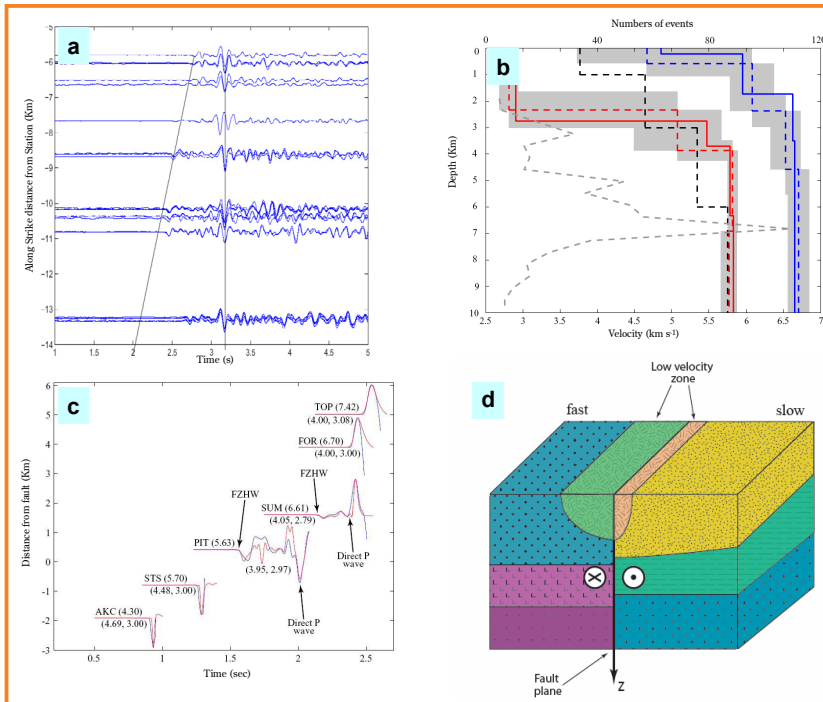 a
Along Strike distance from Station (Km)
-5
-6
-7
-8
-9
-10
-11
-12
-13
-14
1
1.5
2
2.5
3
3.5
4
4.5
5
Time (s)
b
Numbers of events
0
40
80
120
Depth (Km)
0
1
2
3
4
5
6
7
8
9
10
2.5
3
3.5
4
4.5
5
5.5
6
6.5
7
Velocity (km s-1)
c
Distance from fault (Km)
6
5
4
3
2
1
0
-1
-2
-3
0.5
1
1.5
2
2.5
Time (sec)
TOP (7.42)
(4.00, 3.08)
FOR (6.70)
(4.00, 3.00)
FZHW
FZHW
SUM (6.61)
(4.05, 2.79)
PIT (5.63)
(3.95, 2.97)
Direct P
wave
STS (5.70)
(4.48, 3.00)
Direct P
wave
AKC (4.30)
(4.69, 3.00)
d
Low velocity
zone
fast
slow
Fault
plane
Z